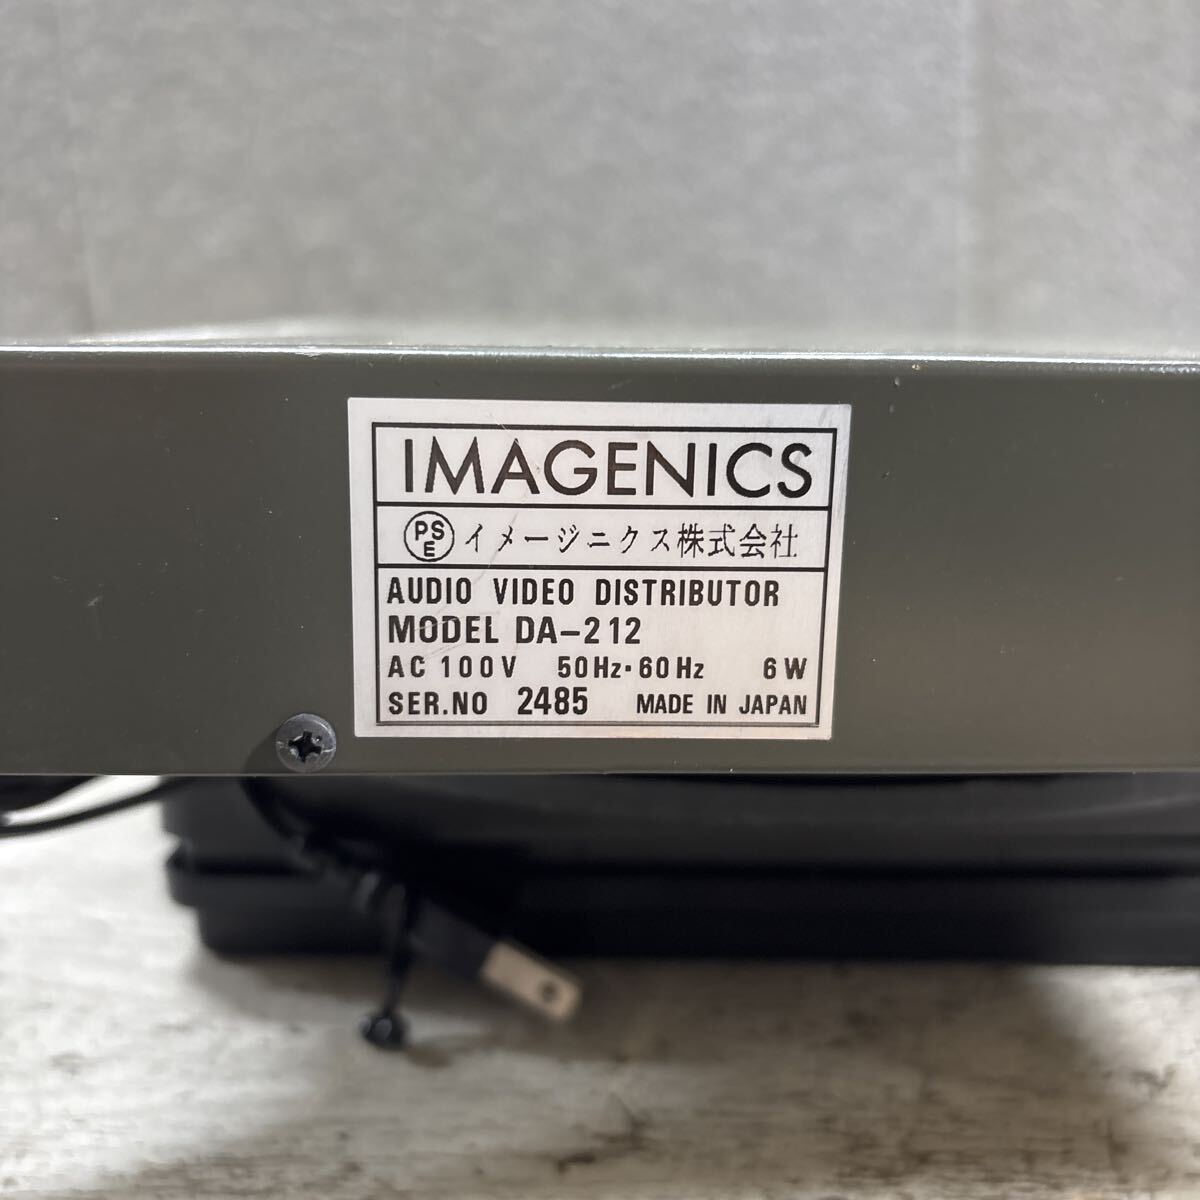 IMAGENICS
PSE イメージニクス株式会社
AUDIO VIDEO DISTRIBUTOR
MODEL DA-212
AC 100V 50Hz・60Hz 6W
SER.NO 2485 MADE IN JAPAN